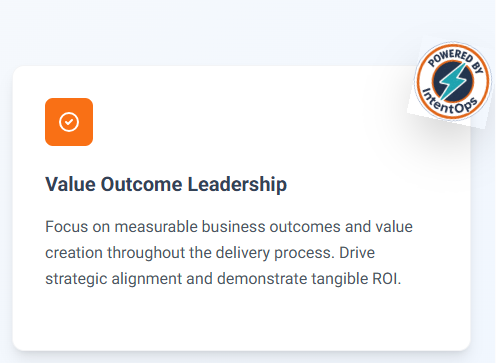 POWERED BY
IntentOps
Value Outcome Leadership
Focus on measurable business outcomes and value
creation throughout the delivery process. Drive
strategic alignment and demonstrate tangible ROI.